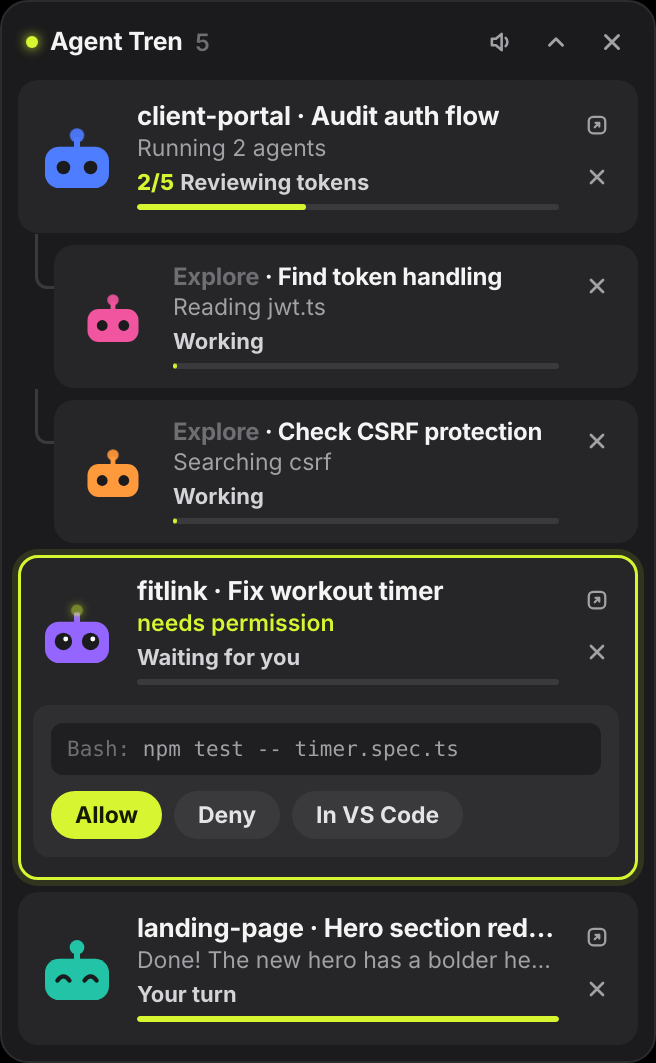 Agent Tren 5
client-portal · Audit auth flow
Running 2 agents
2/5 Reviewing tokens
Explore · Find token handling
Reading jwt.ts
Working
Explore · Check CSRF protection
Searching csrf
Working
fitlink · Fix workout timer
needs permission
Waiting for you
Bash: npm test -- timer.spec.ts
Allow Deny In VS Code
landing-page · Hero section red...
Done! The new hero has a bolder he...
Your turn